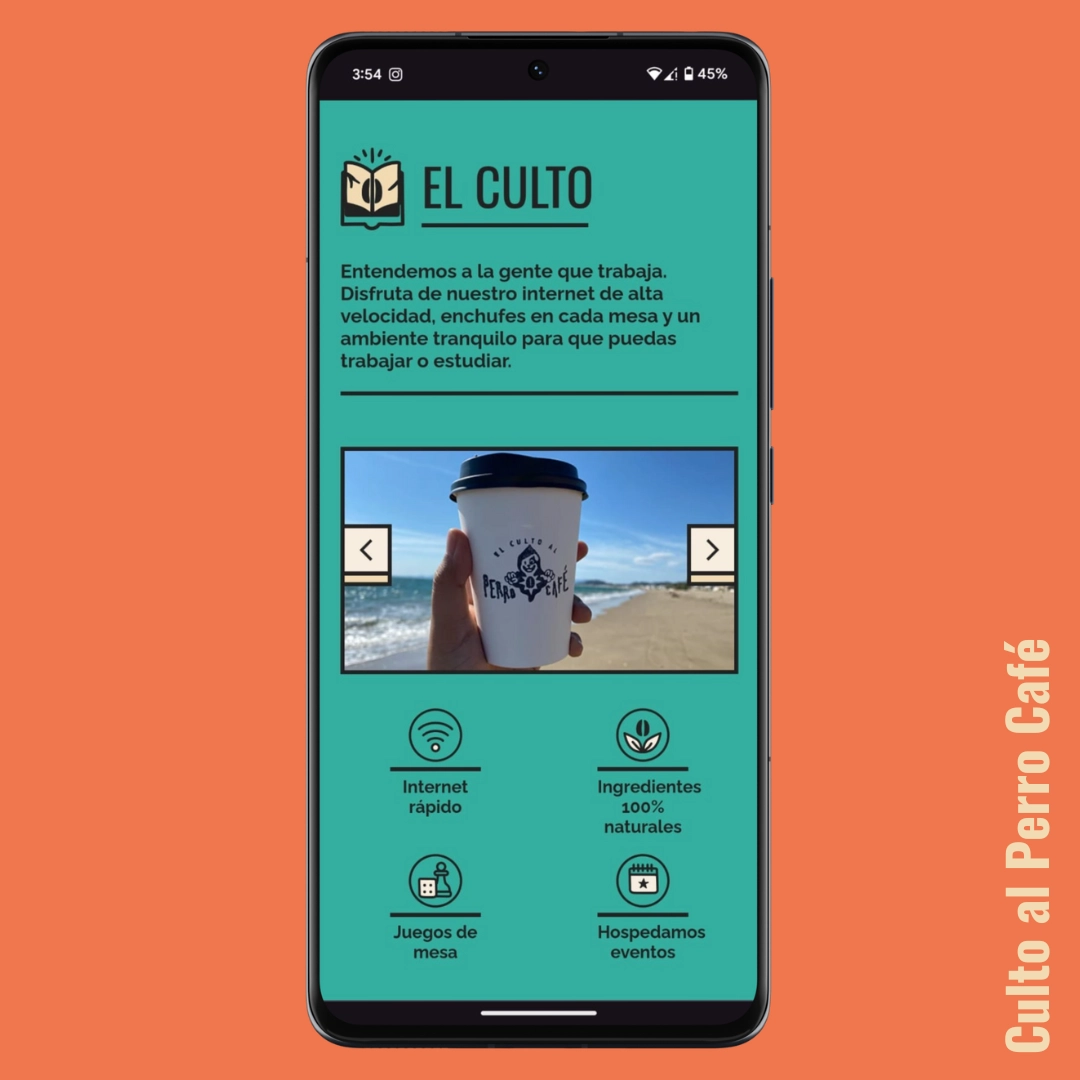 3:54
45%
EL CULTO
Entendemos a la gente que trabaja.
Disfruta de nuestro internet de alta
velocidad, enchufes en cada mesa y un
ambiente tranquilo para que puedas
trabajar o estudiar.
EL CULTO AL
PERRO CAFÉ
Internet
rápido
Ingredientes
100%
naturales
Juegos de
mesa
Hospedamos
eventos
Culto al Perro Café